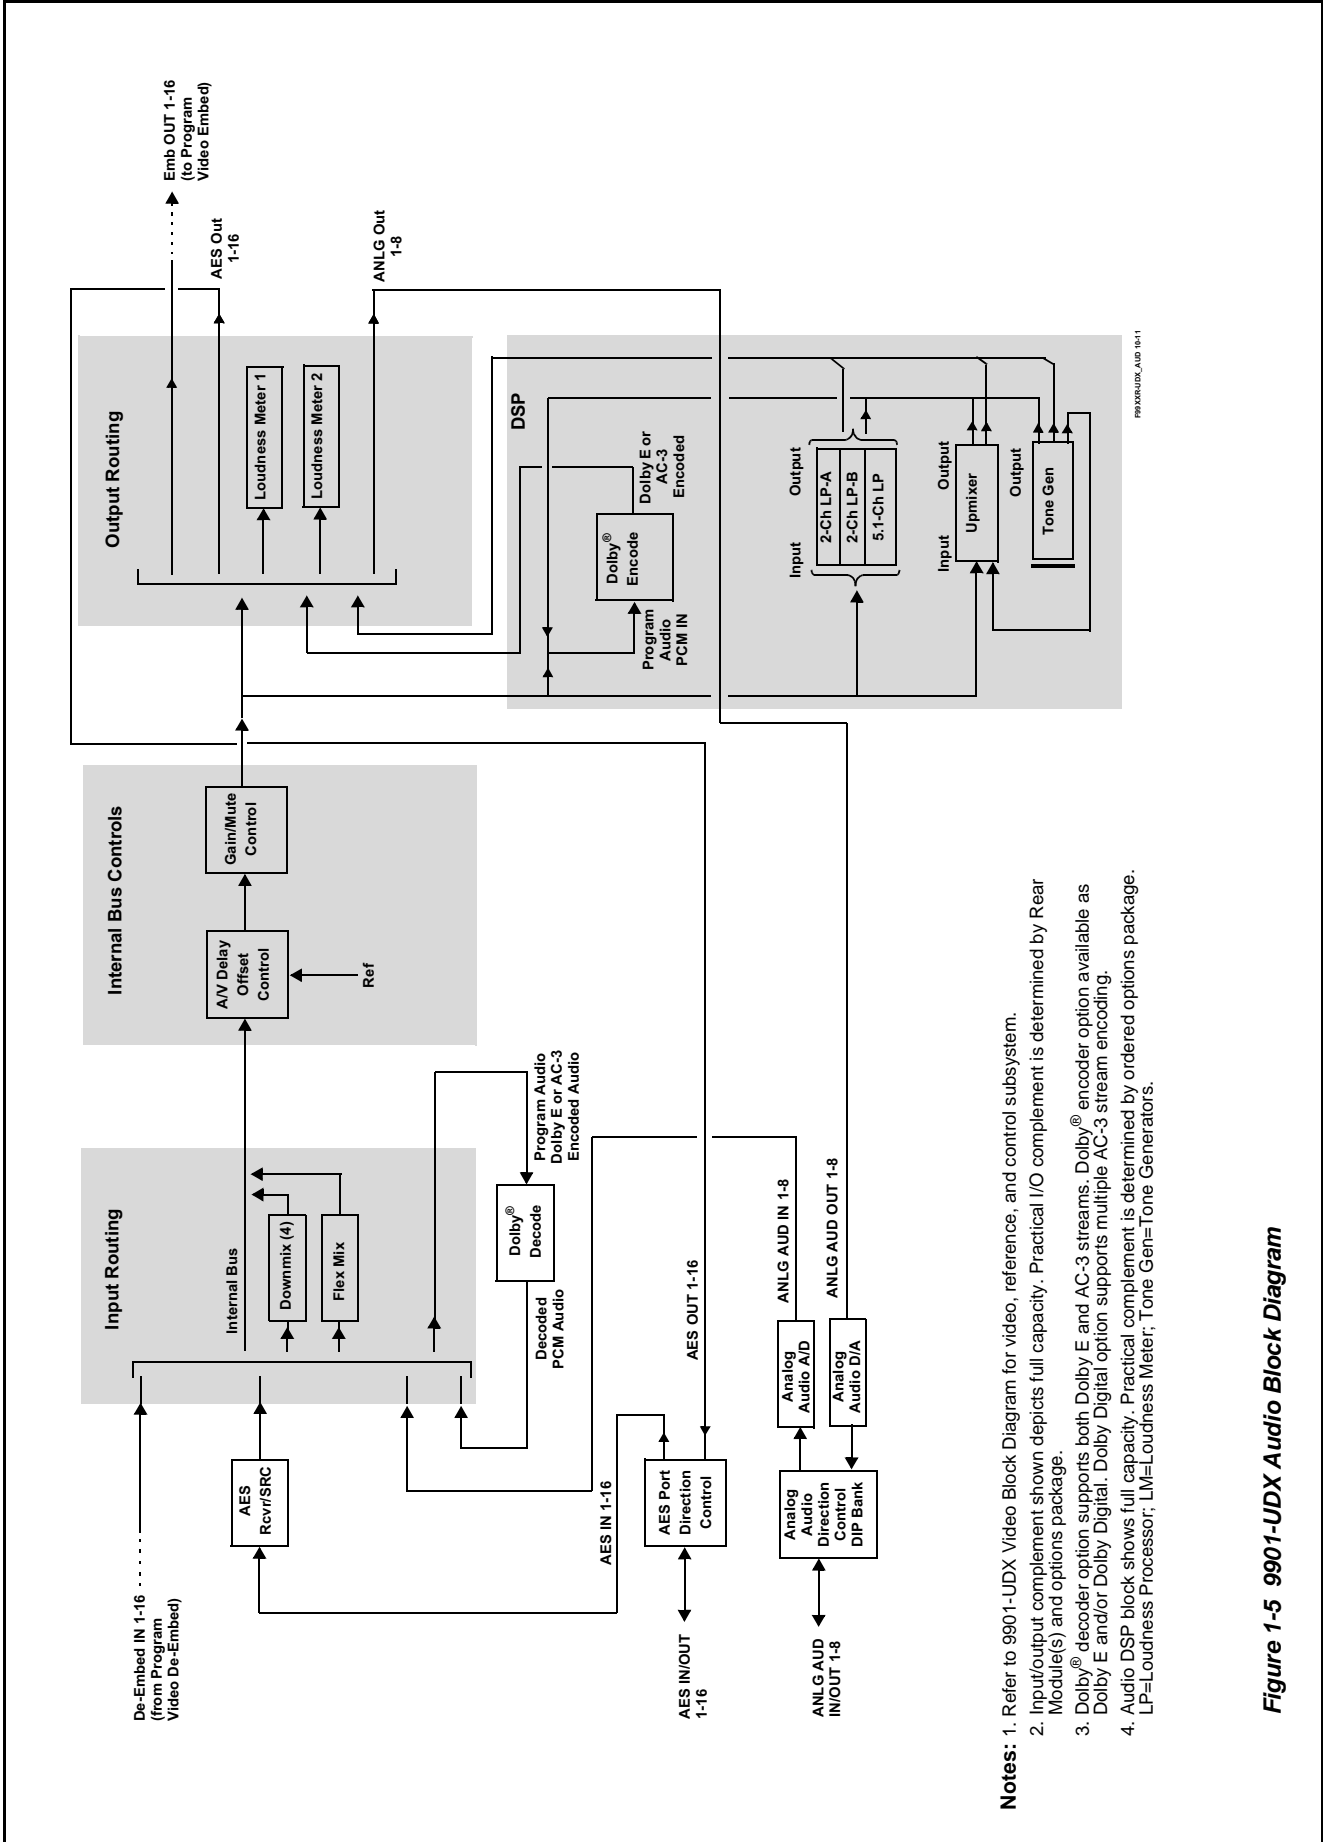 De-Embed IN 1-16
(from Program
Video De-Embed)
AES
Rcvr/SRC
Input Routing
Internal Bus
Downmix (4)
Flex Mix
Decoded
PCM Audio
Dolby®
Decode
Program Audio
Dolby E or AC-3
Encoded Audio
Internal Bus Controls
A/V Delay
Offset
Control
Ref
Gain/Mute
Control
Output Routing
Loudness Meter 1
Loudness Meter 2
Emb OUT 1-16
(to Program
Video Embed)
AES Out
1-16
ANLG Out
1-8
DSP
Program
Audio
PCM IN
Dolby®
Encode
Dolby E or
AC-3
Encoded
Input
Output
2-Ch LP-A
2-Ch LP-B
5.1-Ch LP
Input
Output
Upmixer
Output
Tone Gen
AES IN/OUT
1-16
AES Port
Direction
Control
AES IN 1-16
AES OUT 1-16
ANLG AUD
IN/OUT 1-8
Analog
Audio
Direction
Control
DIP Bank
Analog
Audio A/D
Analog
Audio D/A
ANLG AUD IN 1-8
ANLG AUD OUT 1-8
F99XXR-UDX_AUD 10-11
Notes: 1. Refer to 9901-UDX Video Block Diagram for video, reference, and control subsystem.
2. Input/output complement shown depicts full capacity. Practical I/O complement is determined by Rear
Module(s) and options package.
3. Dolby® decoder option supports both Dolby E and AC-3 streams. Dolby® encoder option available as
Dolby E and/or Dolby Digital. Dolby Digital option supports multiple AC-3 stream encoding.
4. Audio DSP block shows full capacity. Practical complement is determined by ordered options package.
LP=Loudness Processor; LM=Loudness Meter; Tone Gen=Tone Generators.
Figure 1-5 9901-UDX Audio Block Diagram